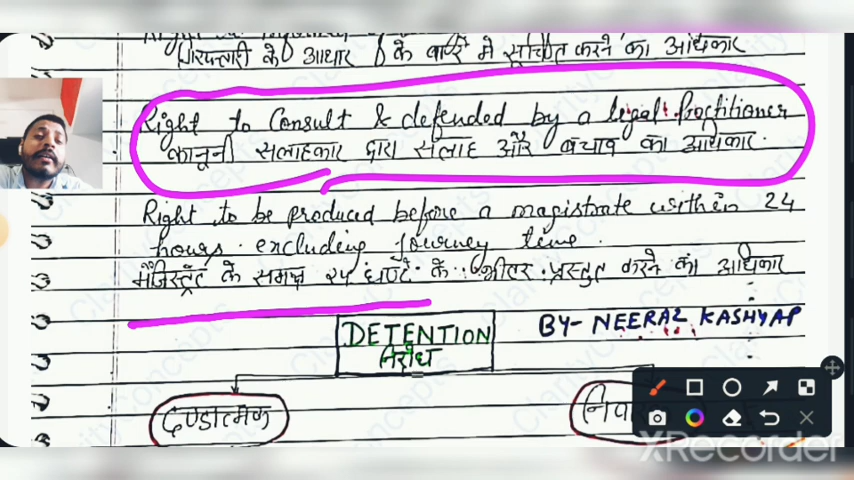 गिरफ्तारी के आधार के बारे में सूचित करने का अधिकार
Right to Consult & defended by a legal Practitioner
कानूनी सलाहकार द्वारा सलाह और बचाव का अधिकार.
Right to be produced before a magistrate within 24
hours. excluding journey time.
मैजिस्ट्रेट के समक्ष २४ घण्टे के भीतर प्रस्तुत करने का अधिकार
DETENTION
निरोध
BY- NEERAZ KASHYAP
दण्डात्मक
XRecorder